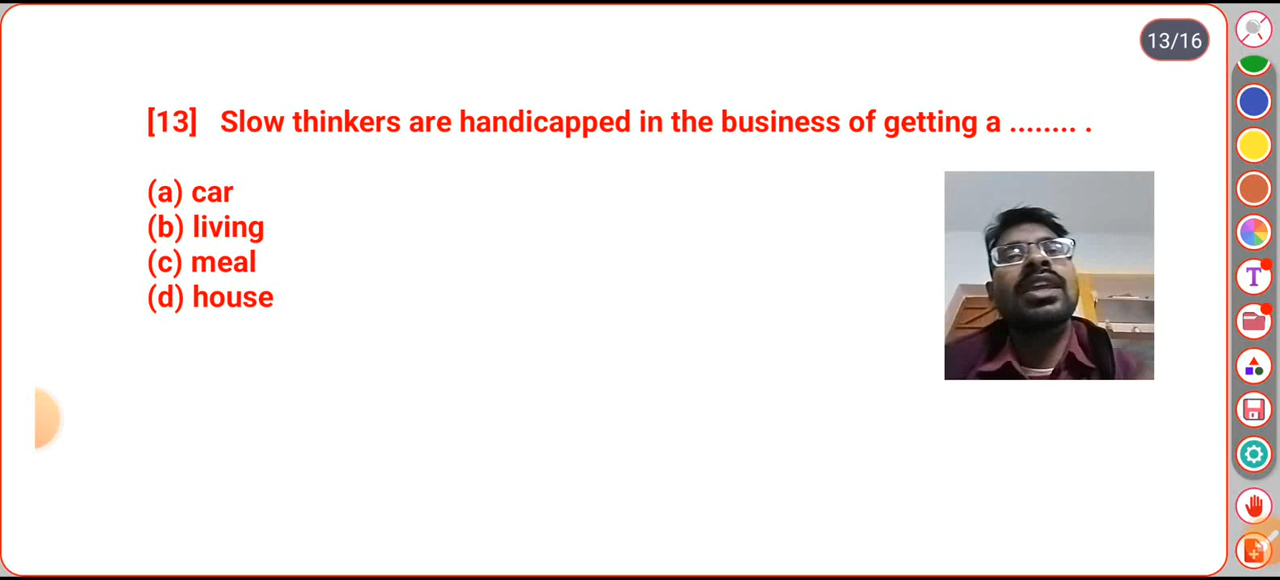 13/16
[13] Slow thinkers are handicapped in the business of getting a ........ .
(a) car
(b) living
(c) meal
(d) house
T